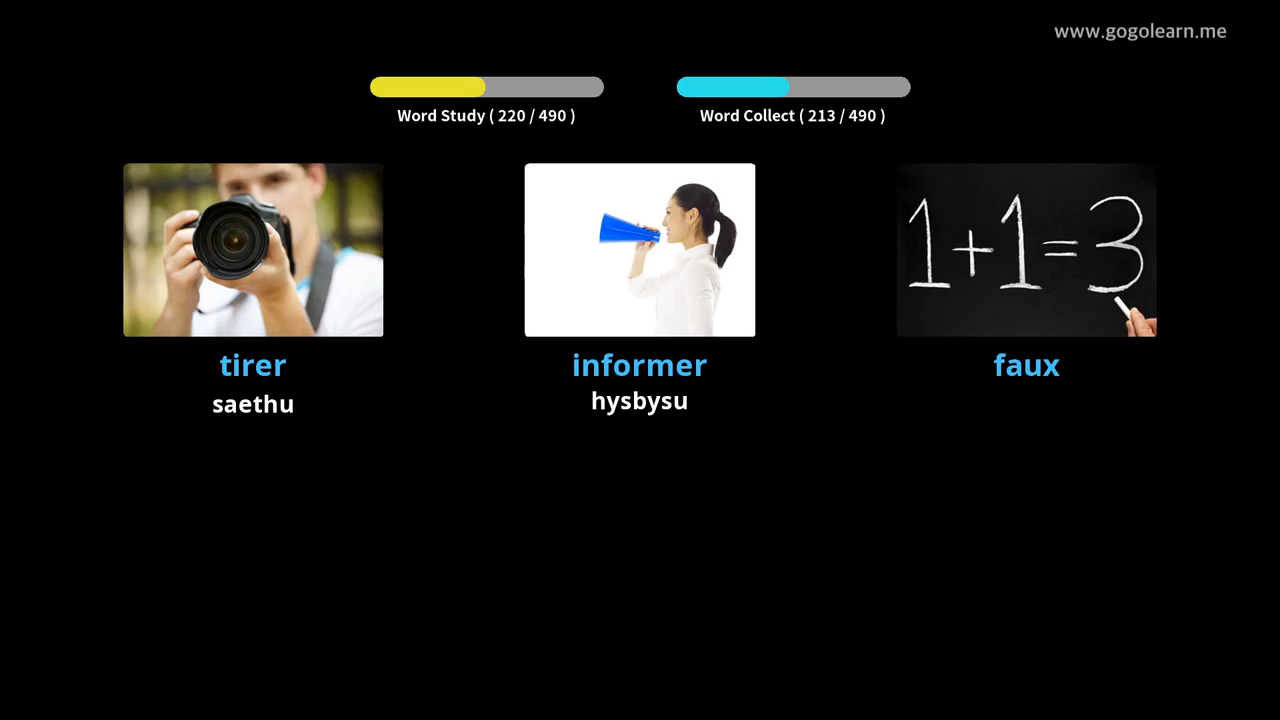 www.gogolearn.me
Word Study ( 220 / 490 )
Word Collect ( 213 / 490 )
1+1=3
tirer
informer
faux
saethu
hysbysu